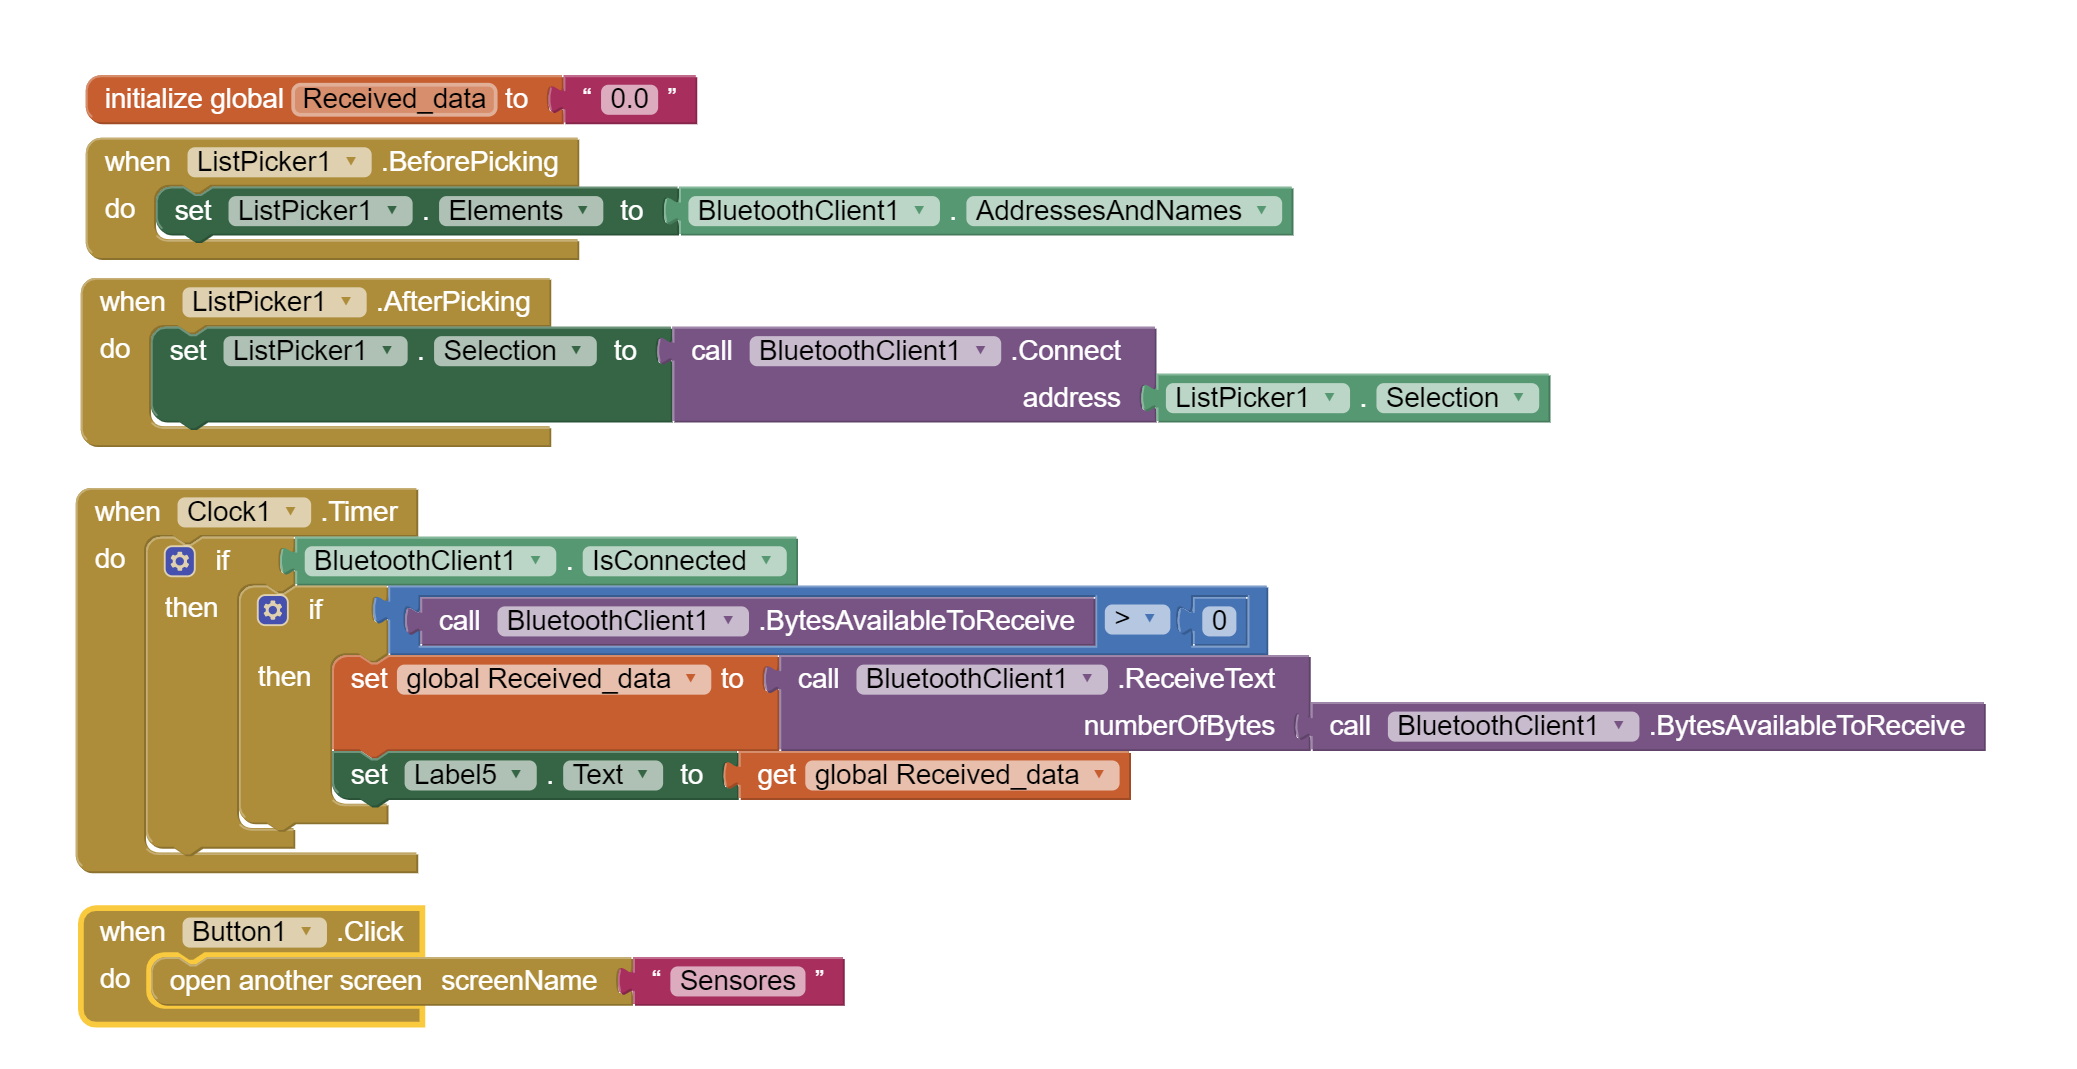 initialize global Received_data to “ 0.0 ”
when ListPicker1 .BeforePicking
do set ListPicker1 . Elements to BluetoothClient1 . AddressesAndNames
when ListPicker1 .AfterPicking
do set ListPicker1 . Selection to call BluetoothClient1 .Connect
address ListPicker1 . Selection
when Clock1 .Timer
do if BluetoothClient1 . IsConnected
then if call BluetoothClient1 .BytesAvailableToReceive > 0
then set global Received_data to call BluetoothClient1 .ReceiveText
numberOfBytes call BluetoothClient1 .BytesAvailableToReceive
set Label5 . Text to get global Received_data
when Button1 .Click
do open another screen screenName “ Sensores ”